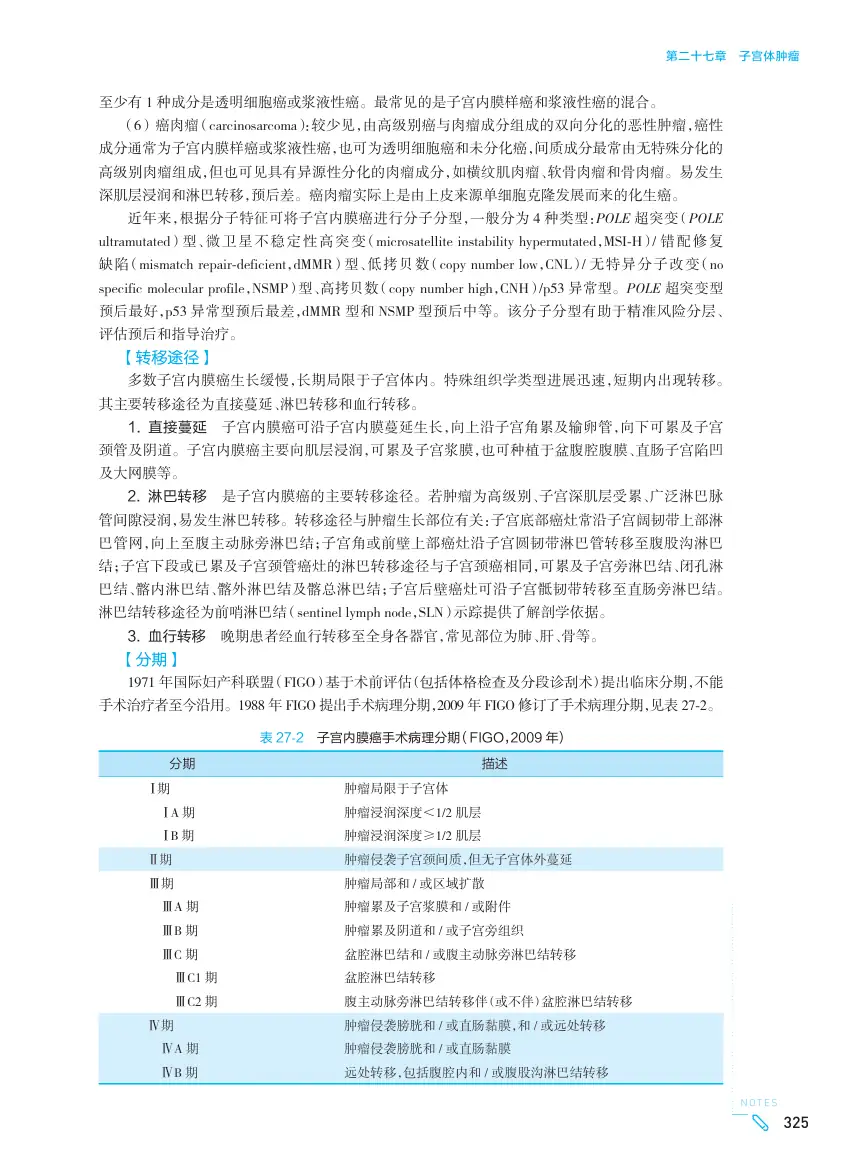 第二十七章 子宫体肿瘤
至少有 1 种成分是透明细胞癌或浆液性癌。最常见的是子宫内膜样癌和浆液性癌的混合。
（6）癌肉瘤（carcinosarcoma）：较少见，由高级别癌与肉瘤成分组成的双向分化的恶性肿瘤，癌性
成分通常为子宫内膜样癌或浆液性癌，也可为透明细胞癌和未分化癌，间质成分最常由无特殊分化的
高级别肉瘤组成，但也可见具有异源性分化的肉瘤成分，如横纹肌肉瘤、软骨肉瘤和骨肉瘤。易发生
深肌层浸润和淋巴转移，预后差。癌肉瘤实际上是由上皮来源单细胞克隆发展而来的化生癌。
近年来，根据分子特征可将子宫内膜癌进行分子分型，一般分为 4 种类型：POLE 超突变（POLE
ultramutated）型、微卫星不稳定性高突变（microsatellite instability hypermutated，MSI-H）/ 错配修复
缺陷（mismatch repair-deficient，dMMR）型、低拷贝数（copy number low，CNL）/ 无特异分子改变（no
specific molecular profile，NSMP）型、高拷贝数（copy number high，CNH）/p53 异常型。POLE 超突变型
预后最好，p53 异常型预后最差，dMMR 型和 NSMP 型预后中等。该分子分型有助于精准风险分层、
评估预后和指导治疗。
【转移途径】
多数子宫内膜癌生长缓慢，长期局限于子宫体内。特殊组织学类型进展迅速，短期内出现转移。
其主要转移途径为直接蔓延、淋巴转移和血行转移。
1. 直接蔓延 子宫内膜癌可沿子宫内膜蔓延生长，向上沿子宫角累及输卵管，向下可累及子宫
颈管及阴道。子宫内膜癌主要向肌层浸润，可累及子宫浆膜，也可种植于盆腹腔腹膜、直肠子宫陷凹
及大网膜等。
2. 淋巴转移 是子宫内膜癌的主要转移途径。若肿瘤为高级别、子宫深肌层受累、广泛淋巴脉
管间隙浸润，易发生淋巴转移。转移途径与肿瘤生长部位有关：子宫底部癌灶常沿子宫阔韧带上部淋
巴管网，向上至腹主动脉旁淋巴结；子宫角或前壁上部癌灶沿子宫圆韧带淋巴管转移至腹股沟淋巴
结；子宫下段或已累及子宫颈管癌灶的淋巴转移途径与子宫颈癌相同，可累及子宫旁淋巴结、闭孔淋
巴结、髂内淋巴结、髂外淋巴结及髂总淋巴结；子宫后壁癌灶可沿子宫骶韧带转移至直肠旁淋巴结。
淋巴结转移途径为前哨淋巴结（sentinel lymph node，SLN）示踪提供了解剖学依据。
3. 血行转移 晚期患者经血行转移至全身各器官，常见部位为肺、肝、骨等。
【分期】
1971 年国际妇产科联盟（FIGO）基于术前评估（包括体格检查及分段诊刮术）提出临床分期，不能
手术治疗者至今沿用。1988 年 FIGO 提出手术病理分期，2009 年 FIGO 修订了手术病理分期，见表 27-2。
表 27-2 子宫内膜癌手术病理分期（FIGO，2009 年）
分期 描述
Ⅰ期 肿瘤局限于子宫体
ⅠA 期 肿瘤浸润深度＜1/2 肌层
ⅠB 期 肿瘤浸润深度≥1/2 肌层
Ⅱ期 肿瘤侵袭子宫颈间质，但无子宫体外蔓延
Ⅲ期 肿瘤局部和 / 或区域扩散
ⅢA 期 肿瘤累及子宫浆膜和 / 或附件
ⅢB 期 肿瘤累及阴道和 / 或子宫旁组织
ⅢC 期 盆腔淋巴结和 / 或腹主动脉旁淋巴结转移
ⅢC1 期 盆腔淋巴结转移
ⅢC2 期 腹主动脉旁淋巴结转移伴（或不伴）盆腔淋巴结转移
Ⅳ期 肿瘤侵袭膀胱和 / 或直肠黏膜，和 / 或远处转移
ⅣA 期 肿瘤侵袭膀胱和 / 或直肠黏膜
ⅣB 期 远处转移，包括腹腔内和 / 或腹股沟淋巴结转移
NOTES
325